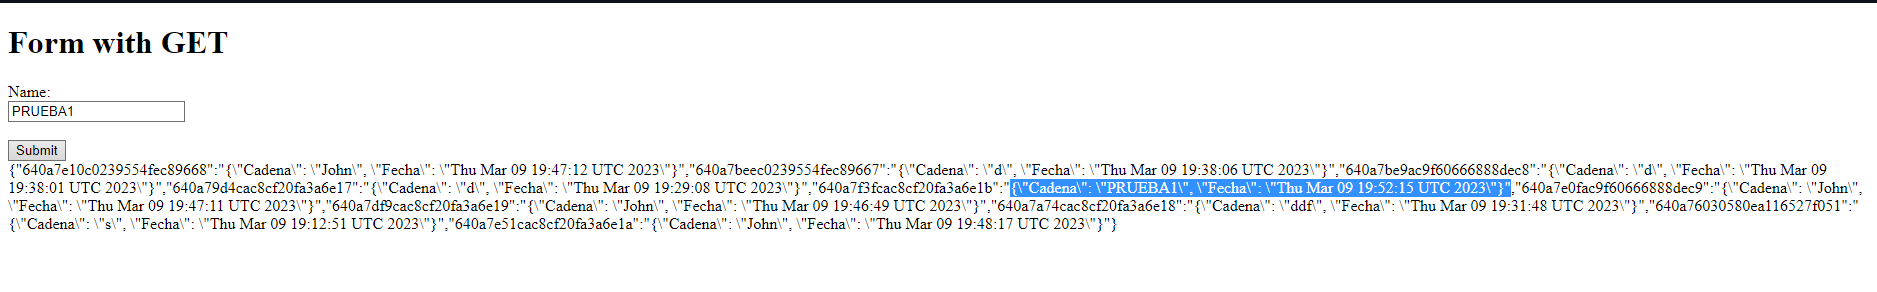 Form with GET
Name:
PRUEBA1
Submit
{"640a7e10c0239554fec89668":"{\"Cadena\": \"John\", \"Fecha\": \"Thu Mar 09 19:47:12 UTC 2023\"}","640a7beec0239554fec89667":"{\"Cadena\": \"d\", \"Fecha\": \"Thu Mar 09 19:38:06 UTC 2023\"}","640a7be9ac9f60666888dec8":"{\"Cadena\": \"d\", \"Fecha\": \"Thu Mar 09
19:38:01 UTC 2023\"}","640a79d4cac8cf20fa3a6e17":"{\"Cadena\": \"d\", \"Fecha\": \"Thu Mar 09 19:29:08 UTC 2023\"}","640a7f3fcac8cf20fa3a6e1b":"{\"Cadena\": \"PRUEBA1\", \"Fecha\": \"Thu Mar 09 19:52:15 UTC 2023\"}","640a7e0fac9f60666888dec9":"{\"Cadena\": \"John\",
\"Fecha\": \"Thu Mar 09 19:47:11 UTC 2023\"}","640a7df9cac8cf20fa3a6e19":"{\"Cadena\": \"John\", \"Fecha\": \"Thu Mar 09 19:46:49 UTC 2023\"}","640a7a74cac8cf20fa3a6e18":"{\"Cadena\": \"ddf\", \"Fecha\": \"Thu Mar 09 19:31:48 UTC 2023\"}","640a76030580ea116527f051":"
{\"Cadena\": \"s\", \"Fecha\": \"Thu Mar 09 19:12:51 UTC 2023\"}","640a7e51cac8cf20fa3a6e1a":"{\"Cadena\": \"John\", \"Fecha\": \"Thu Mar 09 19:48:17 UTC 2023\"}"}